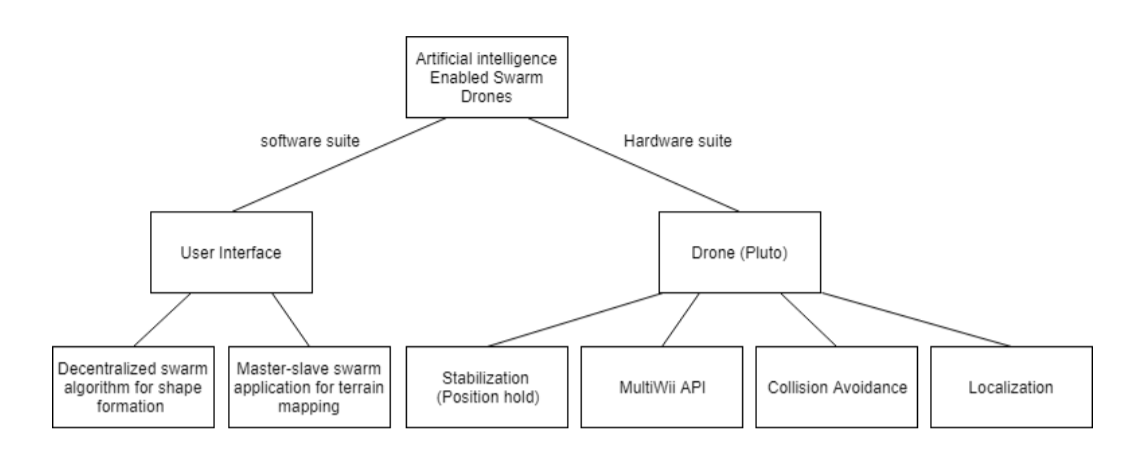 Artificial intelligence
Enabled Swarm
Drones
software suite
Hardware suite
User Interface
Drone (Pluto)
Decentralized swarm
algorithm for shape
formation
Master-slave swarm
application for terrain
mapping
Stabilization
(Position hold)
MultiWii API
Collision Avoidance
Localization